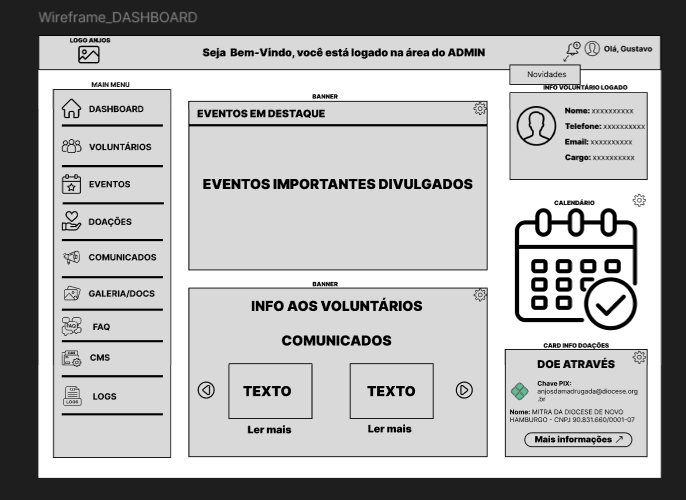 Wireframe_DASHBOARD
LOGO ANJOS
Seja Bem-Vindo, você está logado na área do ADMIN
Olá, Gustavo
Novidades
MAIN MENU
DASHBOARD
VOLUNTÁRIOS
EVENTOS
DOAÇÕES
COMUNICADOS
GALERIA/DOCS
FAQ
FAQ
CMS
LOGS
LOGS
BANNER
EVENTOS EM DESTAQUE
EVENTOS IMPORTANTES DIVULGADOS
BANNER
INFO AOS VOLUNTÁRIOS
COMUNICADOS
TEXTO
TEXTO
Ler mais
Ler mais
INFO VOLUNTÁRIO LOGADO
Nome: xxxxxxxxxx
Telefone: xxxxxxxxxx
Email: xxxxxxxxxx
Cargo: xxxxxxxxxx
CALENDÁRIO
CARD INFO DOAÇÕES
DOE ATRAVÉS
Chave PIX:
anjosdamadrugada@diocese.org
.br
Nome: MITRA DA DIOCESE DE NOVO
HAMBURGO - CNPJ 90.831.660/0001-07
Mais informações